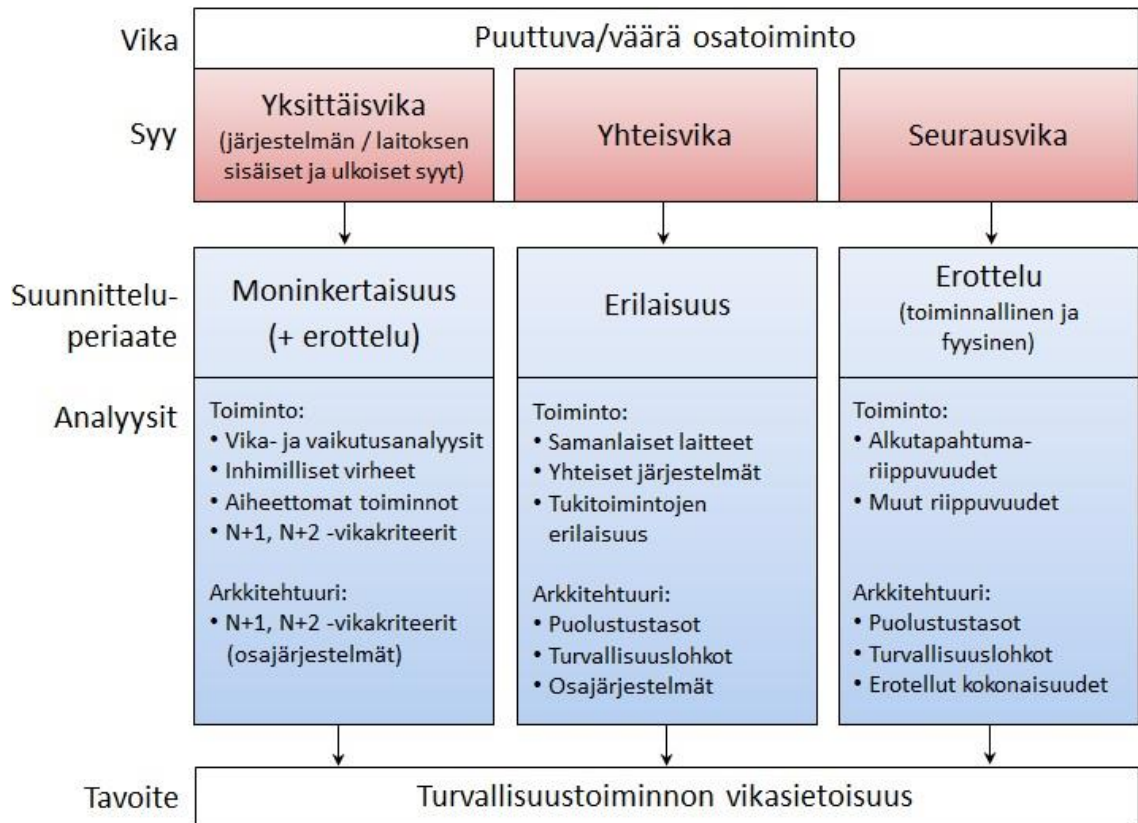 Vika
Puuttuva/väärä osatoiminto
Syy
Yksittäisvika
(järjestelmän / laitoksen
sisäiset ja ulkoiset syyt)
Yhteisvika
Seurausvika
Suunnittelu-
periaate
Moninkertaisuus
(+ erottelu)
Erilaisuus
Erottelu
(toiminnallinen ja
fyysinen)
Analyysit
Toiminto:
• Vika- ja vaikutusanalyysit
• Inhimilliset virheet
• Aiheettomat toiminnot
• N+1, N+2 -vikakriteerit
Arkkitehtuuri:
• N+1, N+2 -vikakriteerit
(osajärjestelmät)
Toiminto:
• Samanlaiset laitteet
• Yhteiset järjestelmät
• Tukitoimintojen
erilaisuus
Arkkitehtuuri:
• Puolustustasot
• Turvallisuuslohkot
• Osajärjestelmät
Toiminto:
• Alkutapahtuma-
riippuvuudet
• Muut riippuvuudet
Arkkitehtuuri:
• Puolustustasot
• Turvallisuuslohkot
• Erotellut kokonaisuudet
Tavoite
Turvallisuustoiminnon vikasietoisuus